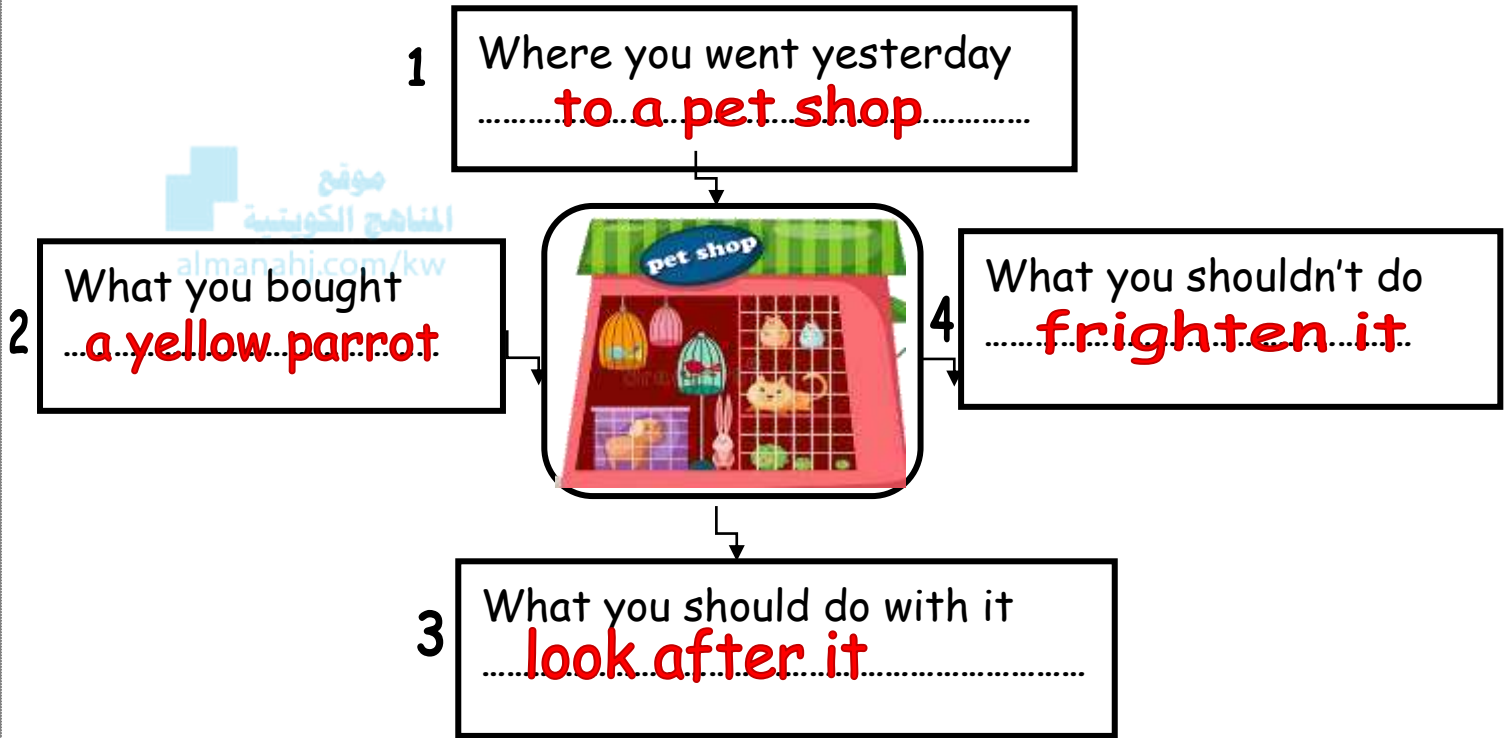 1
Where you went yesterday
to a pet shop
موقع
المناهج الكويتية
almanahj.com/kw
2
What you bought
a yellow parrot
pet shop
4
What you shouldn't do
frighten it
3
What you should do with it
look after it